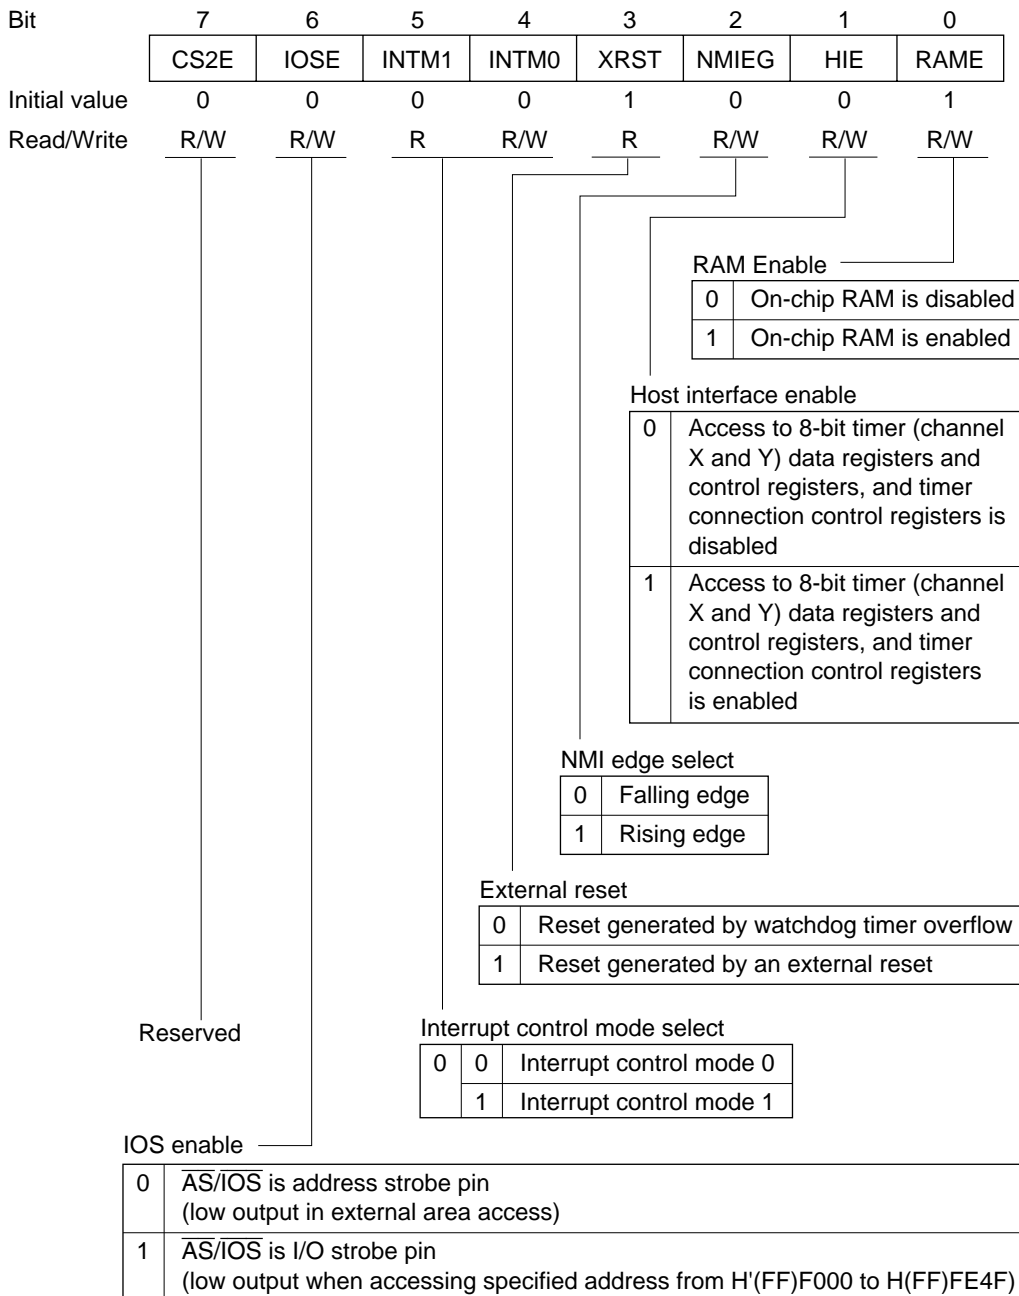 Bit 7 6 5 4 3 2 1 0
CS2E IOSE INTM1 INTM0 XRST NMIEG HIE RAME
Initial value 0 0 0 0 1 0 0 1
Read/Write R/W R/W R R/W R R/W R/W R/W
RAM Enable
0 On-chip RAM is disabled
1 On-chip RAM is enabled
Host interface enable
0 Access to 8-bit timer (channel
X and Y) data registers and
control registers, and timer
connection control registers is
disabled
1 Access to 8-bit timer (channel
X and Y) data registers and
control registers, and timer
connection control registers
is enabled
NMI edge select
0 Falling edge
1 Rising edge
External reset
0 Reset generated by watchdog timer overflow
1 Reset generated by an external reset
Reserved
Interrupt control mode select
0 0 Interrupt control mode 0
1 Interrupt control mode 1
IOS enable
0 A̅S̅/I̅O̅S̅ is address strobe pin
(low output in external area access)
1 A̅S̅/I̅O̅S̅ is I/O strobe pin
(low output when accessing specified address from H'(FF)F000 to H(FF)FE4F)